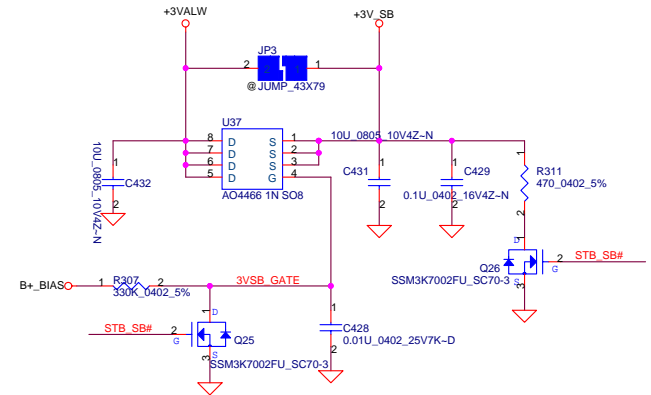 +3VALW
+3V_SB
JP3
2
1
@JUMP_43X79
U37
8
7
6
5
D
D
D
D
S
S
S
G
1
2
3
4
AO4466 1N SO8
10U_0805_10V4Z~N
1
2
C432
10U_0805_10V4Z~N
1
2
C431
1
2
C429
0.1U_0402_16V4Z~N
1
2
R311
470_0402_5%
1
D
Q26
G
2
STB_SB#
S
3
SSM3K7002FU_SC70-3
B+_BIAS
1
R307
2
330K_0402_5%
3VSB_GATE
1
D
STB_SB#
2
G
Q25
S
3
SSM3K7002FU_SC70-3
1
2
C428
0.01U_0402_25V7K~D